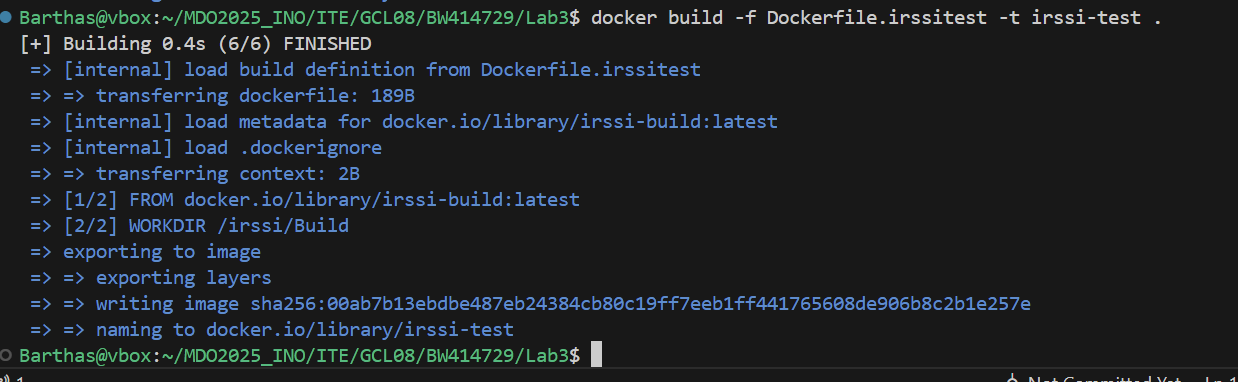 Barthas@vbox:~/MDO2025_INO/ITE/GCL08/BW414729/Lab3$ docker build -f Dockerfile.irssitest -t irssi-test .
[+] Building 0.4s (6/6) FINISHED
=> [internal] load build definition from Dockerfile.irssitest
=> => transferring dockerfile: 189B
=> [internal] load metadata for docker.io/library/irssi-build:latest
=> [internal] load .dockerignore
=> => transferring context: 2B
=> [1/2] FROM docker.io/library/irssi-build:latest
=> [2/2] WORKDIR /irssi/Build
=> exporting to image
=> => exporting layers
=> => writing image sha256:00ab7b13ebdbe487eb24384cb80c19ff7eeb1ff441765608de906b8c2b1e257e
=> => naming to docker.io/library/irssi-test
Barthas@vbox:~/MDO2025_INO/ITE/GCL08/BW414729/Lab3$
1 Not Committed Yet